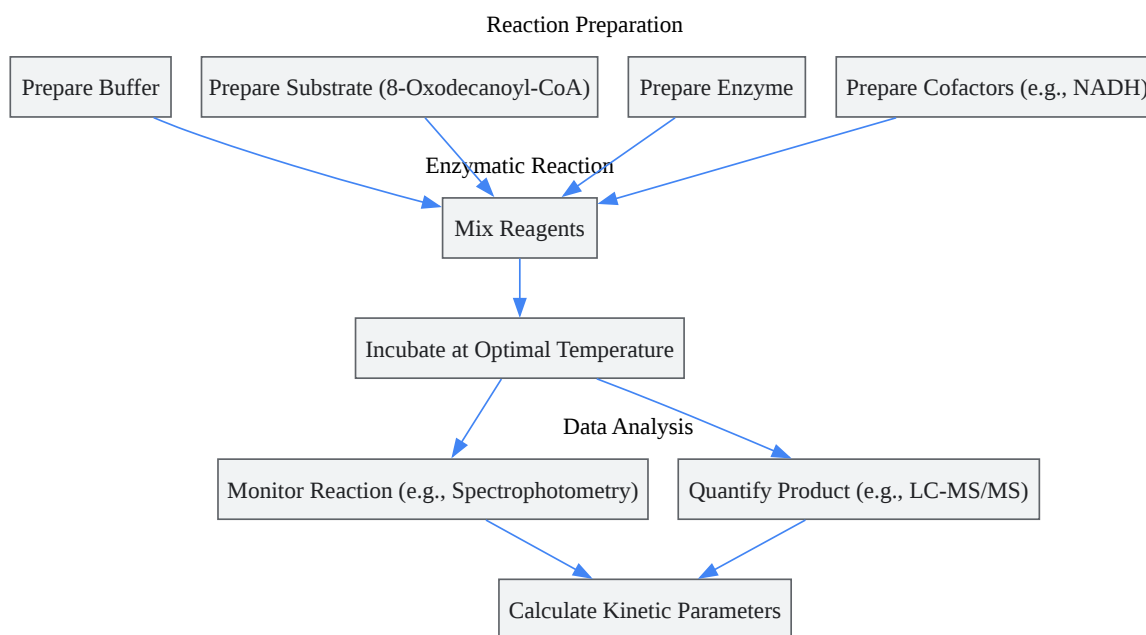 Reaction Preparation
Prepare Buffer
Prepare Substrate (8-Oxodecanoyl-CoA)
Prepare Enzyme
Prepare Cofactors (e.g., NADH)
Enzymatic Reaction
Mix Reagents
Incubate at Optimal Temperature
Data Analysis
Monitor Reaction (e.g., Spectrophotometry)
Quantify Product (e.g., LC-MS/MS)
Calculate Kinetic Parameters